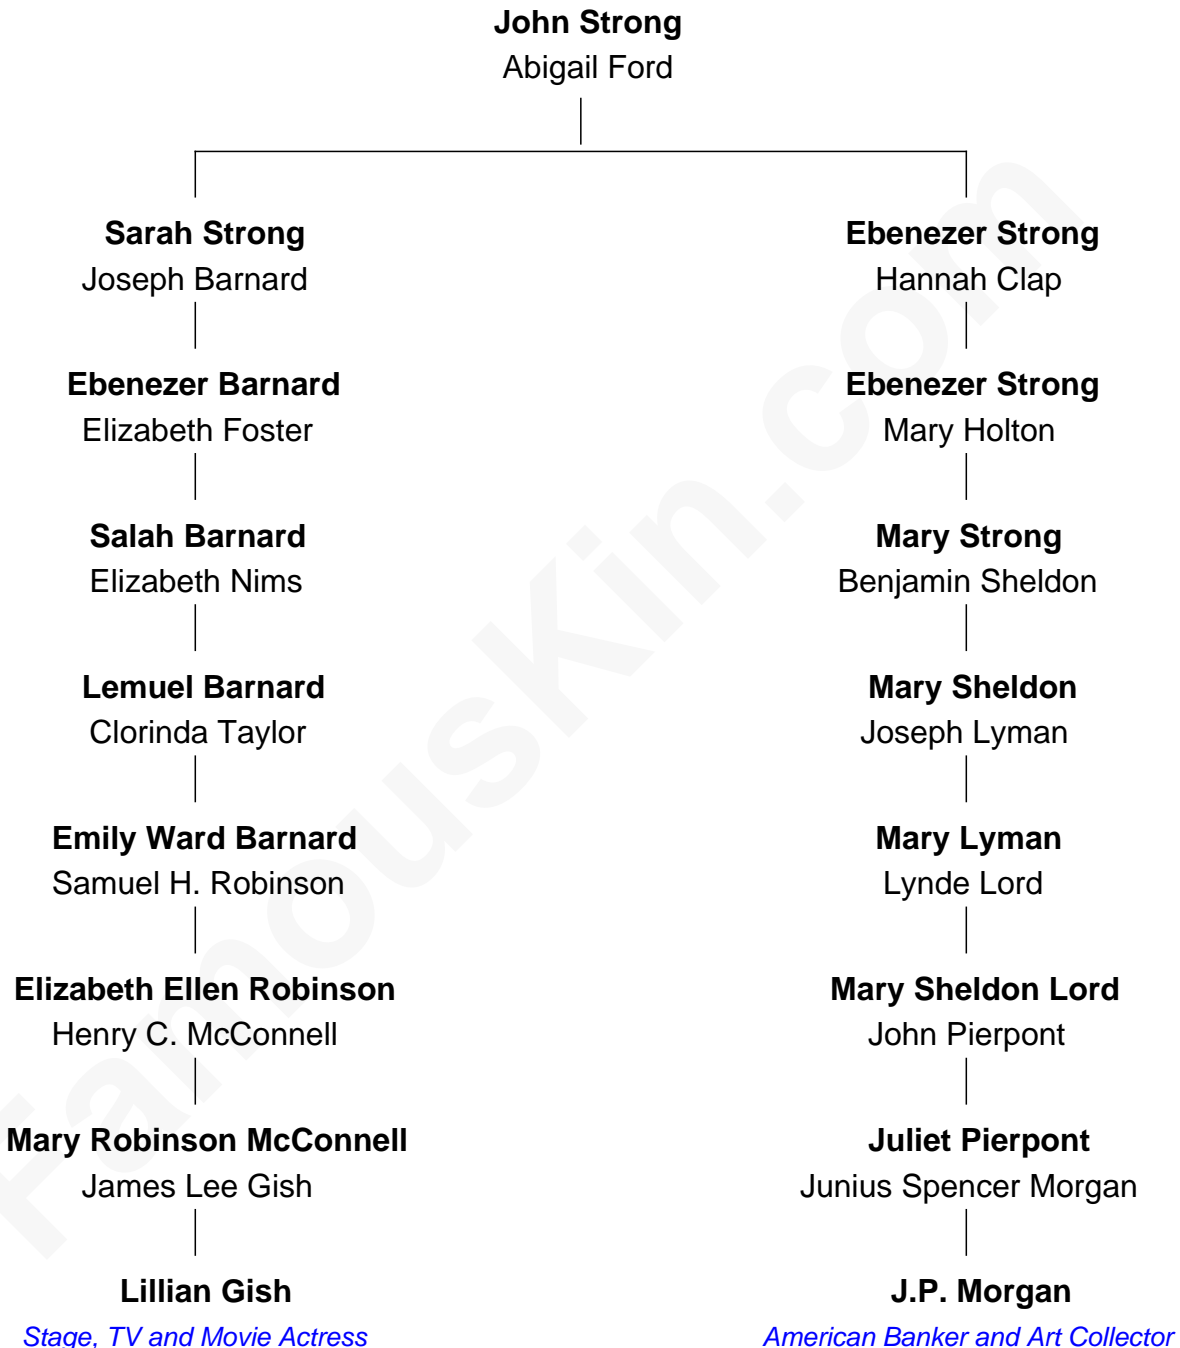 John Strong
Abigail Ford
Sarah Strong
Joseph Barnard
Ebenezer Barnard
Elizabeth Foster
Salah Barnard
Elizabeth Nims
Lemuel Barnard
Clorinda Taylor
Emily Ward Barnard
Samuel H. Robinson
Elizabeth Ellen Robinson
Henry C. McConnell
Mary Robinson McConnell
James Lee Gish
Lillian Gish
Stage, TV and Movie Actress
Ebenezer Strong
Hannah Clap
Ebenezer Strong
Mary Holton
Mary Strong
Benjamin Sheldon
Mary Sheldon
Joseph Lyman
Mary Lyman
Lynde Lord
Mary Sheldon Lord
John Pierpont
Juliet Pierpont
Junius Spencer Morgan
J.P. Morgan
American Banker and Art Collector
FamousKin.com